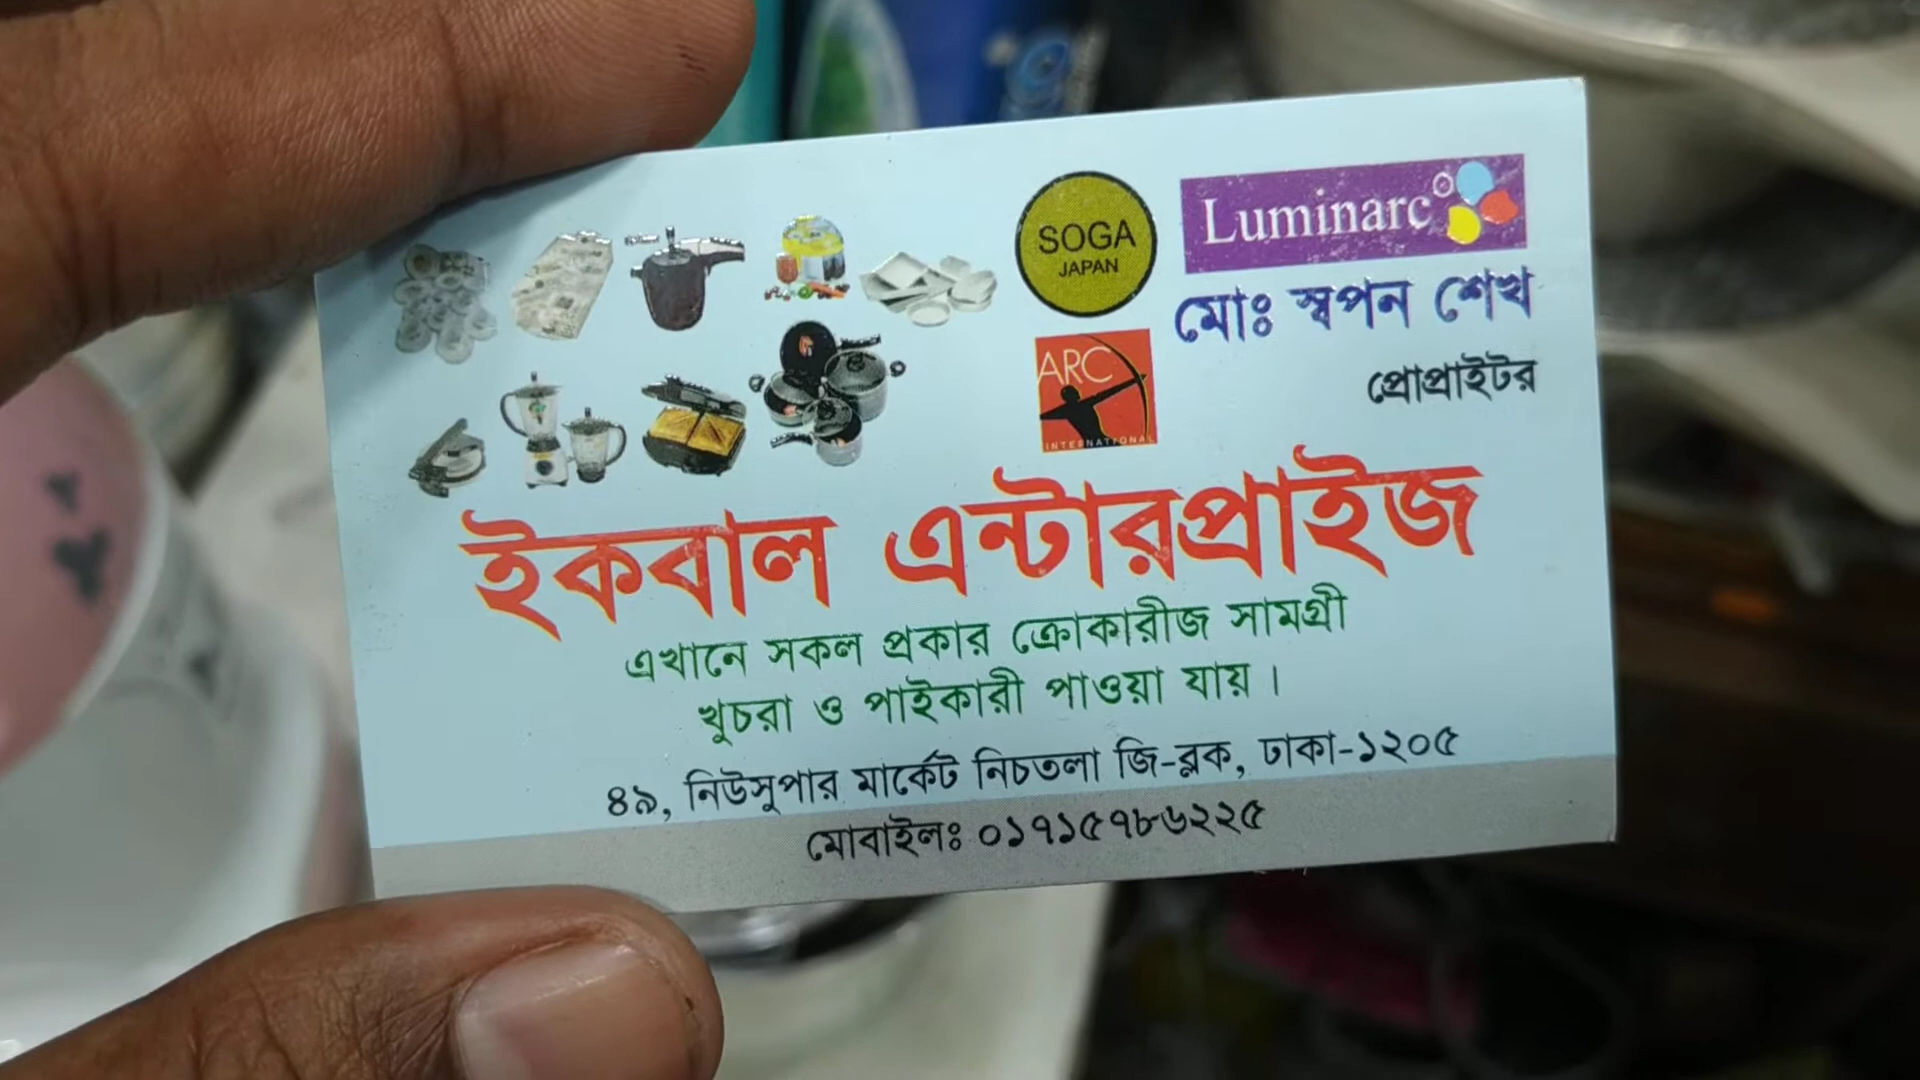 SOGA
JAPAN
Luminarc
মোঃ স্বপন শেখ
প্রোপ্রাইটর
ARC
INTERNATIONAL
ইকবাল এন্টারপ্রাইজ
এখানে সকল প্রকার ক্রোকারীজ সামগ্রী
খুচরা ও পাইকারী পাওয়া যায়।
৪৯, নিউসুপার মার্কেট নিচতলা জি-ব্লক, ঢাকা-১২০৫
মোবাইলঃ ০১৭১৫৭৮৬২২৫